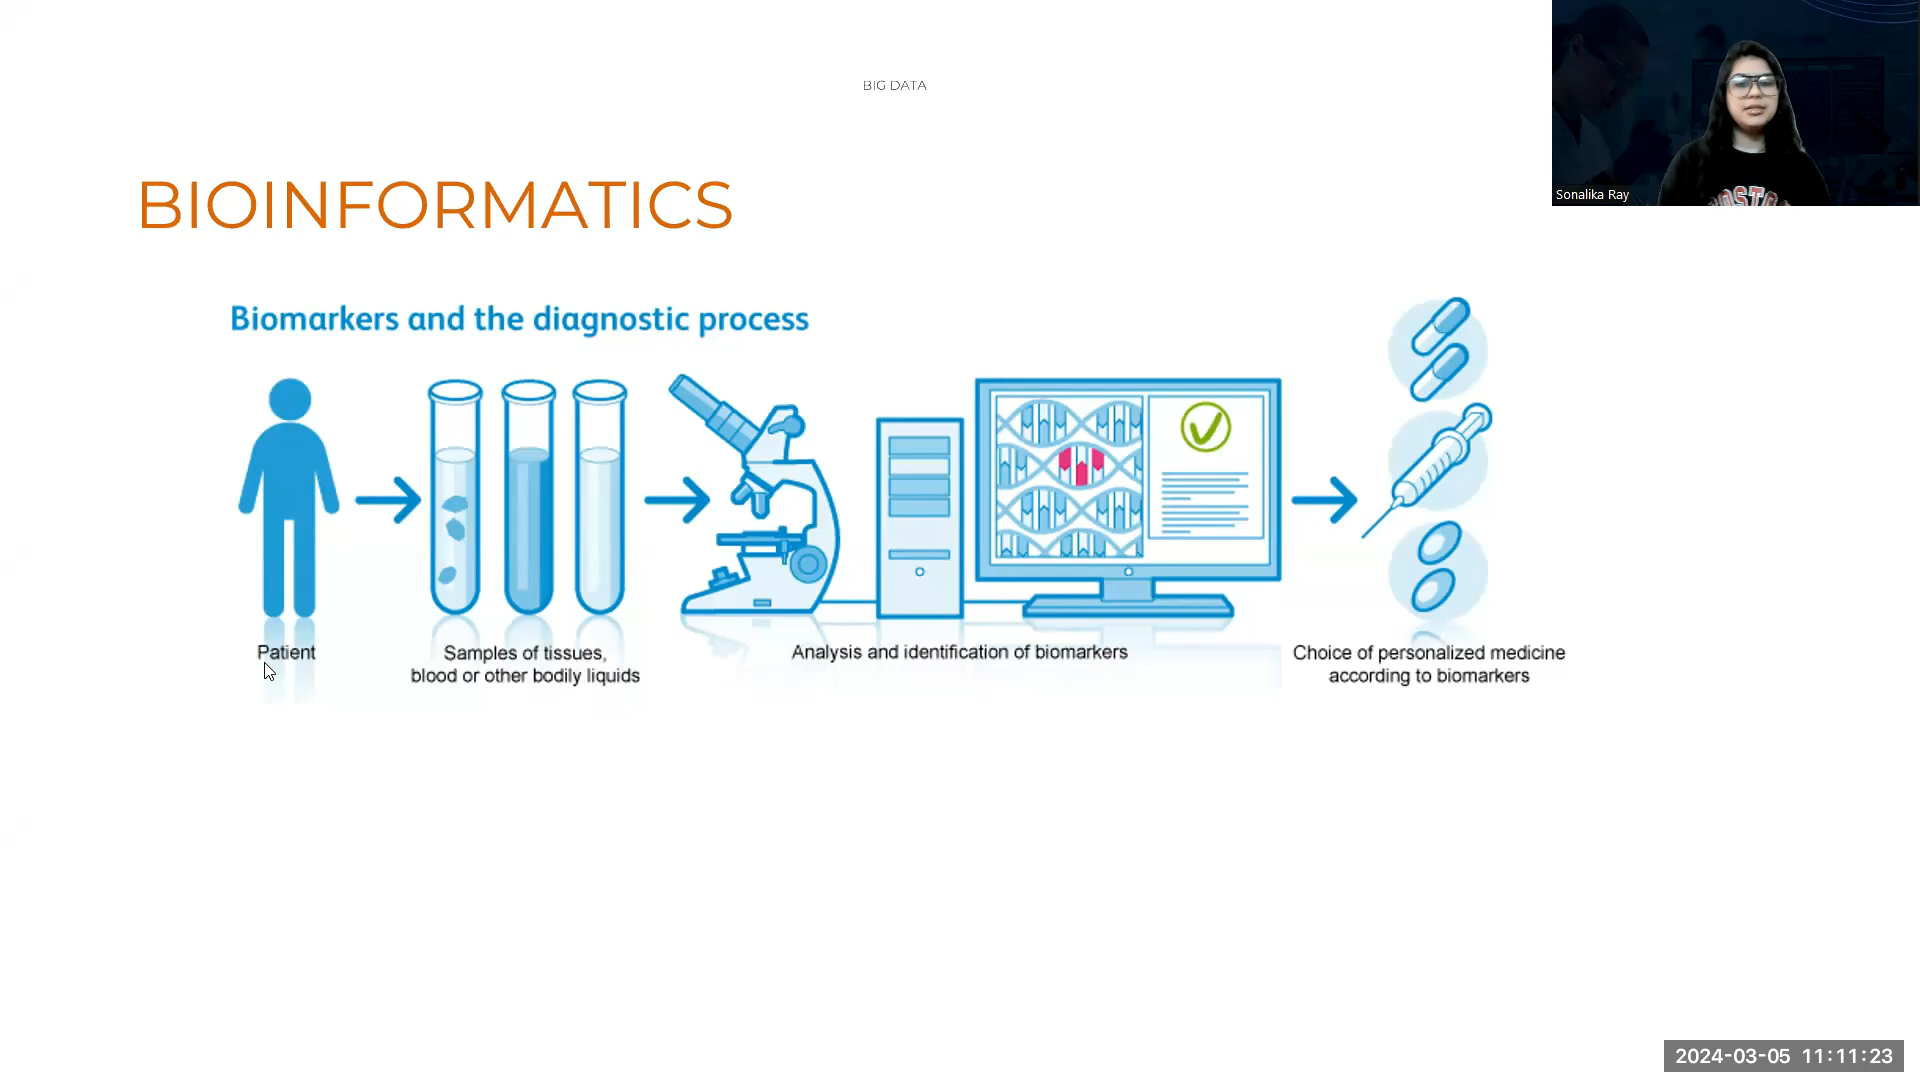 BIG DATA
Sonalika Ray
BIOINFORMATICS
Biomarkers and the diagnostic process
Patient
Samples of tissues,
blood or other bodily liquids
Analysis and identification of biomarkers
Choice of personalized medicine
according to biomarkers
2024-03-05 11:11:23